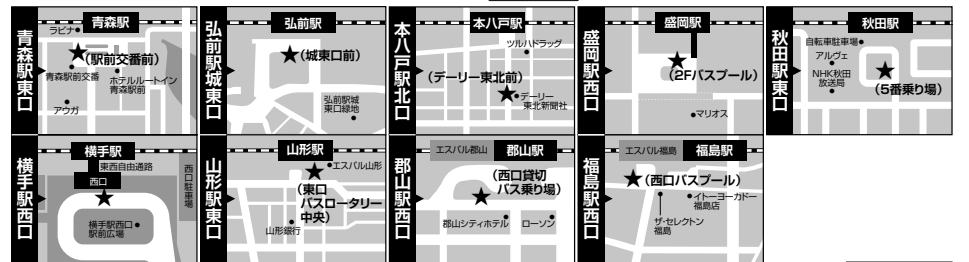 青森駅東口
青森駅
ラビナ
(駅前交番前)
青森駅前交番
ホテルルートイン
青森駅前
アウガ
弘前駅城東口
弘前駅
(城東口前)
弘前駅城
東口緑地
本八戸駅北口
本八戸駅
ツルハドラッグ
(デーリー東北前)
デーリー
東北新聞社
盛岡駅西口
盛岡駅
(2Fバスプール)
マリオス
秋田駅東口
秋田駅
自転車駐車場
アルヴェ
NHK秋田
放送局
(5番乗り場)
横手駅西口
横手駅
東西自由通路
西口
西口駐車場
横手駅西口
駅前広場
山形駅東口
山形駅
エスパル山形
(東口
バスロータリー
中央)
山形銀行
郡山駅西口
エスパル郡山
郡山駅
(西口貸切
バス乗り場)
郡山シティホテル
ローソン
福島駅西口
エスパル福島
福島駅
(西口バスプール)
イトーヨーカドー
福島店
ザ・セレクトン
福島